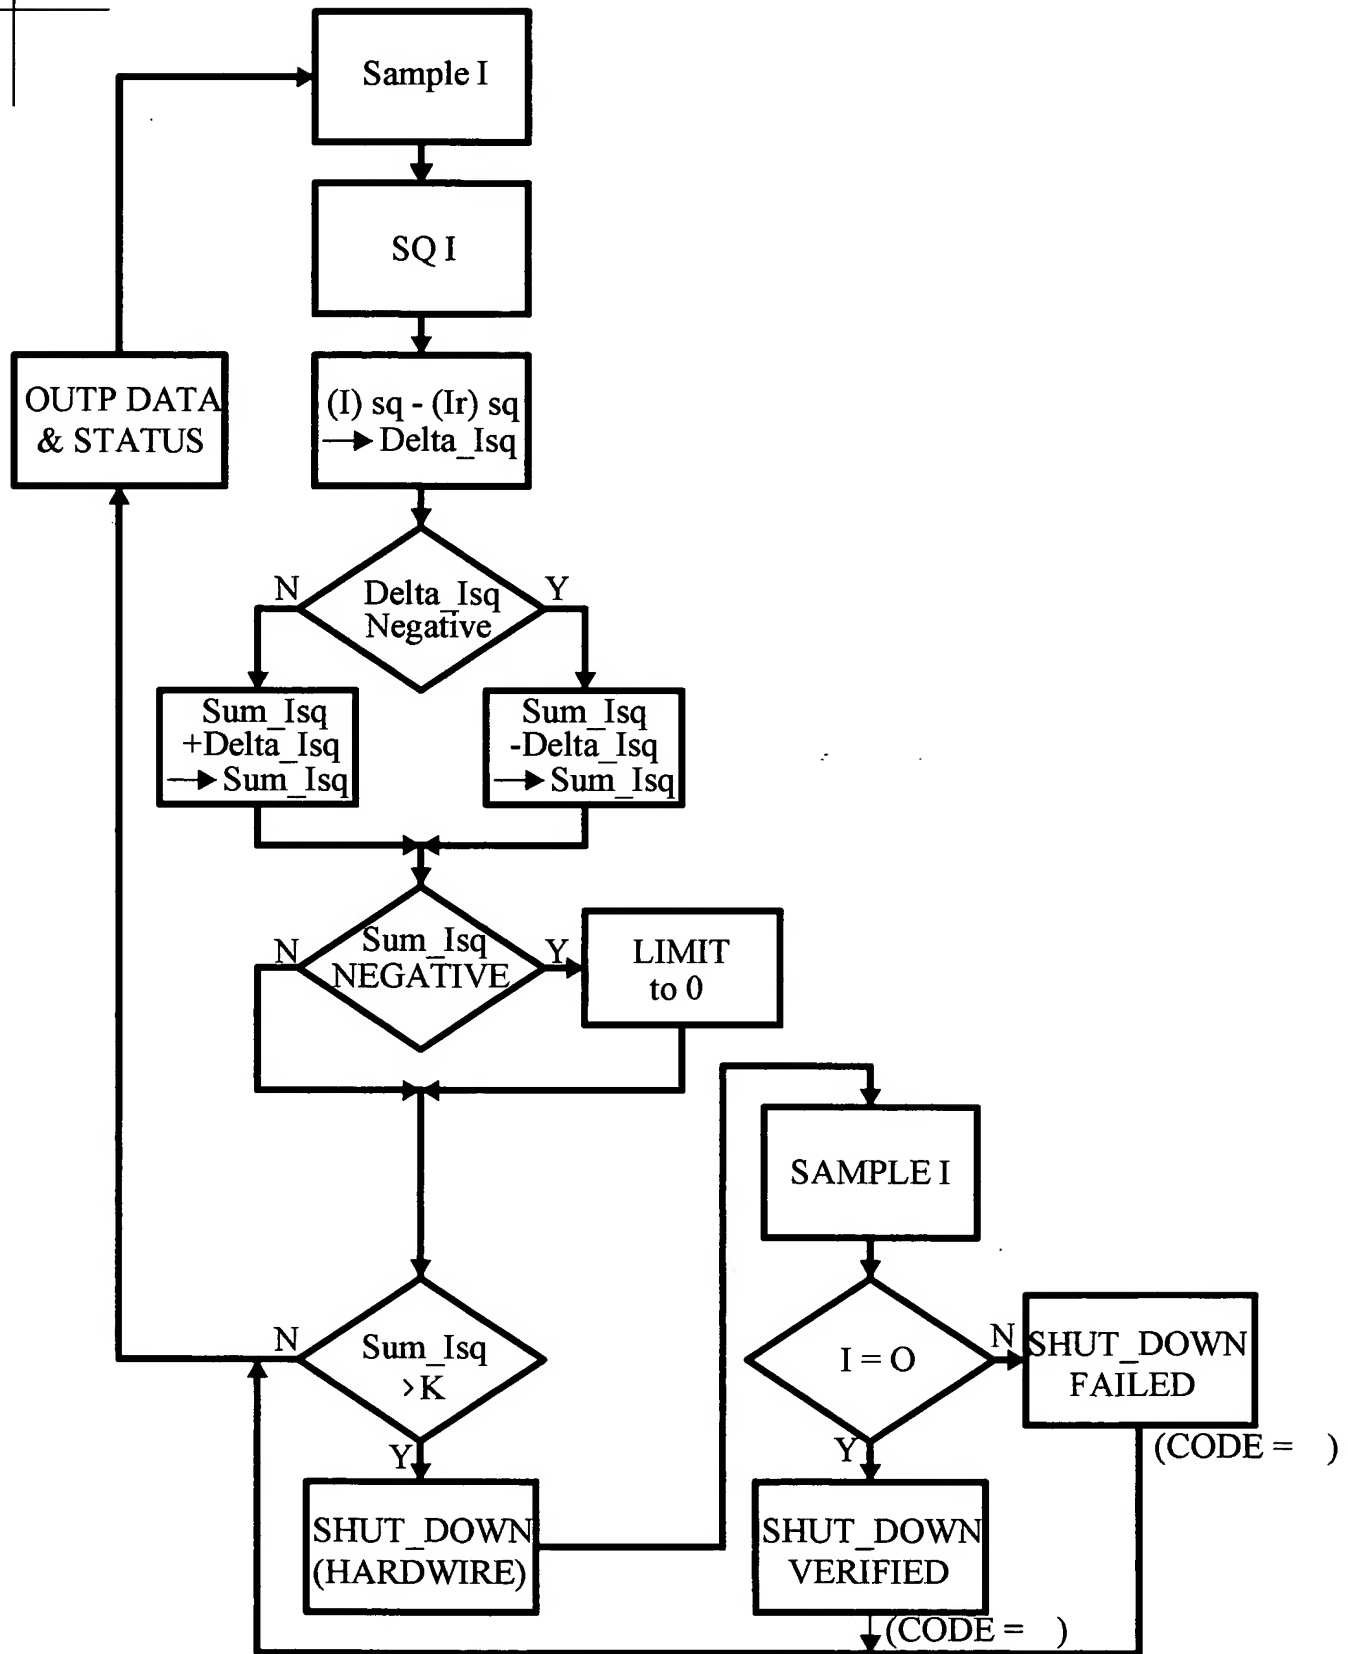 Sample I
SQ I
OUTP DATA
& STATUS
(I) sq - (Ir) sq
→ Delta_Isq
N
Delta_Isq
Negative
Y
Sum_Isq
+Delta_Isq
→ Sum_Isq
Sum_Isq
-Delta_Isq
→ Sum_Isq
N
Sum_Isq
NEGATIVE
Y
LIMIT
to 0
SAMPLE I
N
Sum_Isq
>K
Y
I = O
N
SHUT_DOWN
FAILED
(CODE = )
Y
SHUT_DOWN
(HARDWIRE)
SHUT_DOWN
VERIFIED
(CODE = )